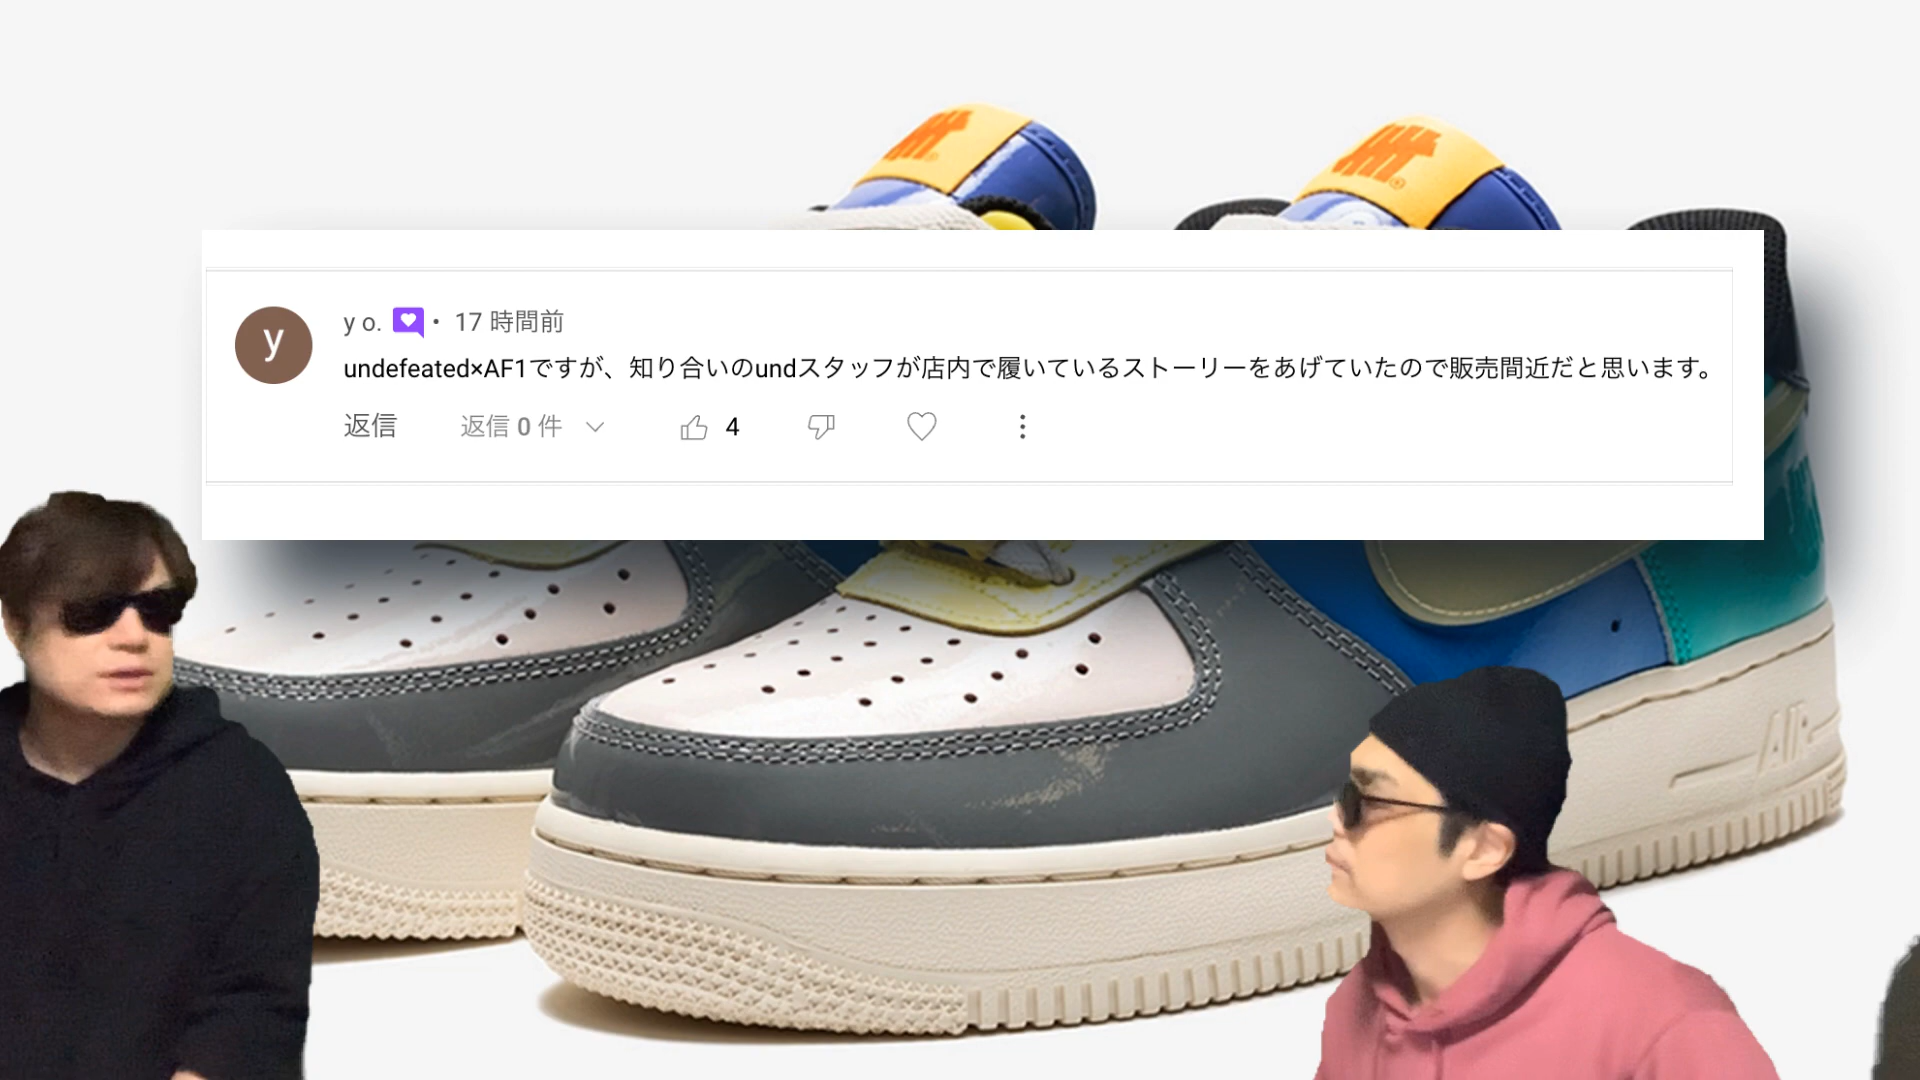 y
y o. • 17 時間前
undefeated×AF1ですが、知り合いのundスタッフが店内で履いているストーリーをあげていたので販売間近だと思います。
返信 返信 0 件 4
AIR